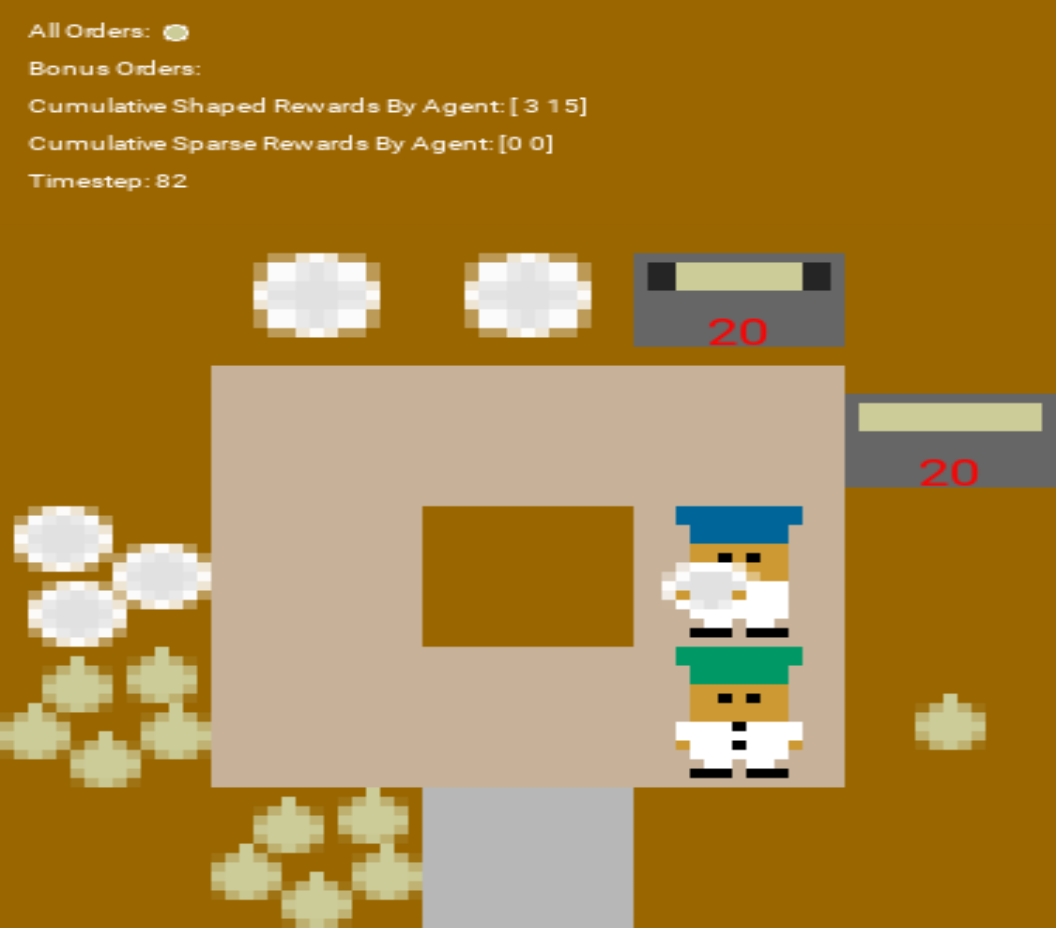 All Orders:
Bonus Orders:
Cumulative Shaped Rewards By Agent: [ 3 15]
Cumulative Sparse Rewards By Agent: [0 0]
Timestep: 82
20
20